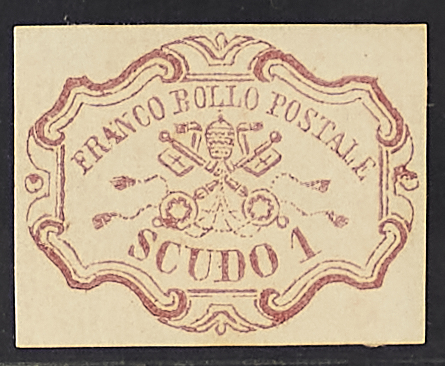 FRANCO BOLLO POSTALE
SCUDO 1